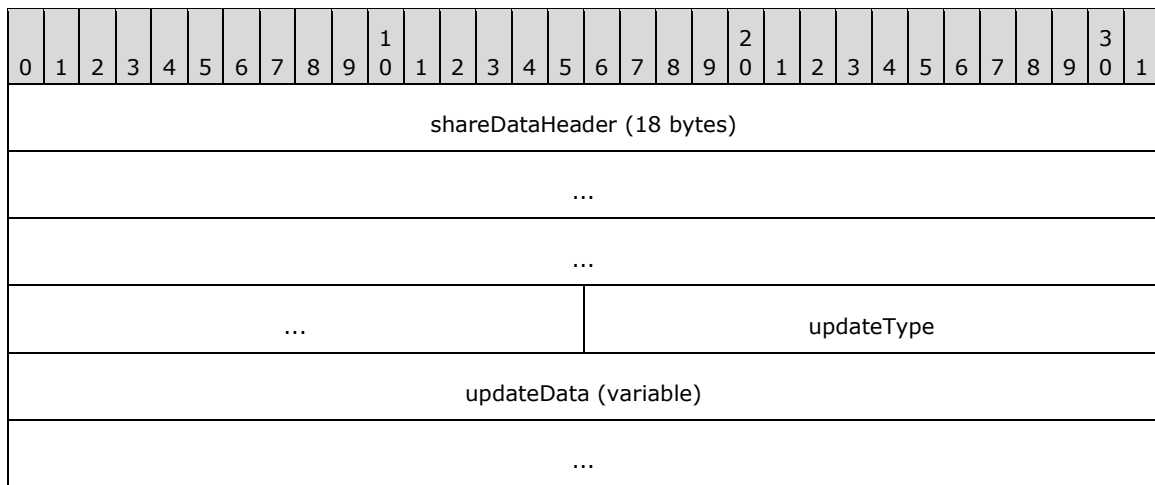 1 2 3
0 1 2 3 4 5 6 7 8 9 0 1 2 3 4 5 6 7 8 9 0 1 2 3 4 5 6 7 8 9 0 1
shareDataHeader (18 bytes)
...
...
... updateType
updateData (variable)
...